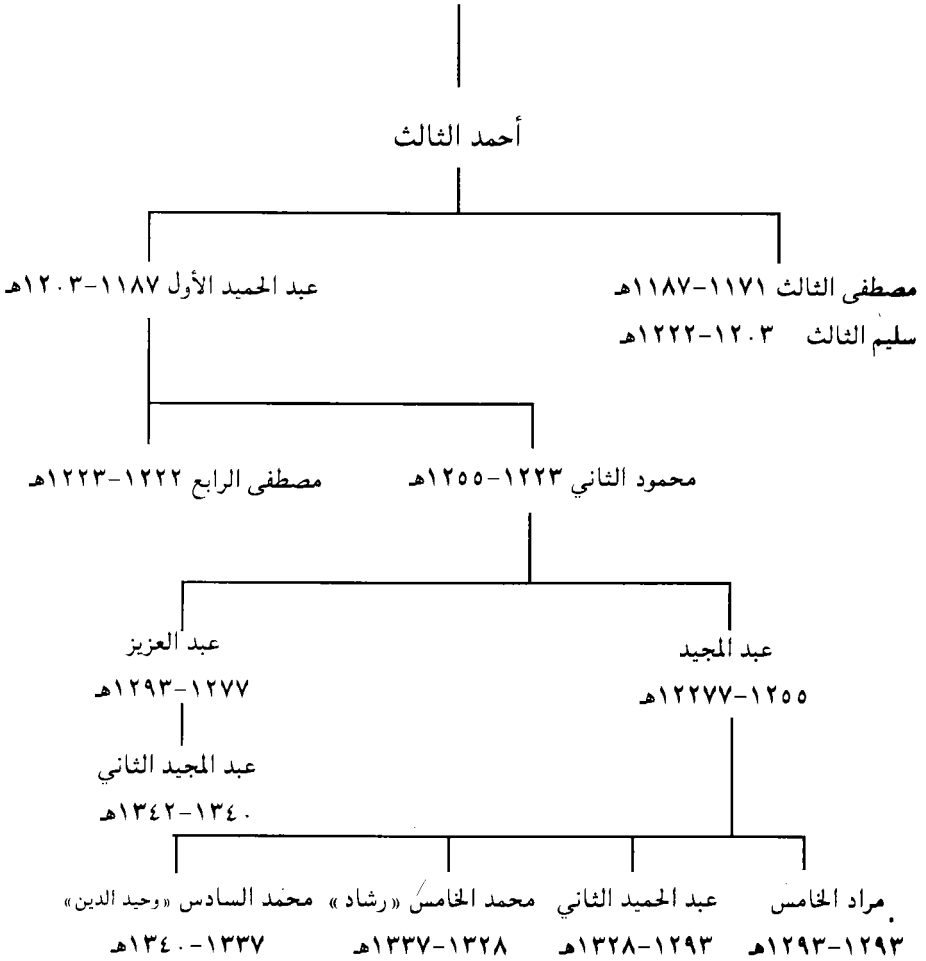 أحمد الثالث
مصطفى الثالث ١١٧١-١١٨٧هـ
سليم الثالث ١٢٠٣-١٢٢٢هـ
عبد الحميد الأول ١١٨٧-١٢٠٣هـ
محمود الثاني ١٢٢٣-١٢٥٥هـ
مصطفى الرابع ١٢٢٢-١٢٢٣هـ
عبد المجيد
١٢٥٥-١٢٢٧٧هـ
عبد العزيز
١٢٧٧-١٢٩٣هـ
عبد المجيد الثاني
١٣٤٠-١٣٤٢هـ
مراد الخامس
١٢٩٣-١٢٩٣هـ
عبد الحميد الثاني
١٢٩٣-١٣٢٨هـ
محمد الخامس «رشاد»
١٣٢٨-١٣٣٧هـ
محمد السادس «وحيد الدين»
١٣٣٧-١٣٤٠هـ